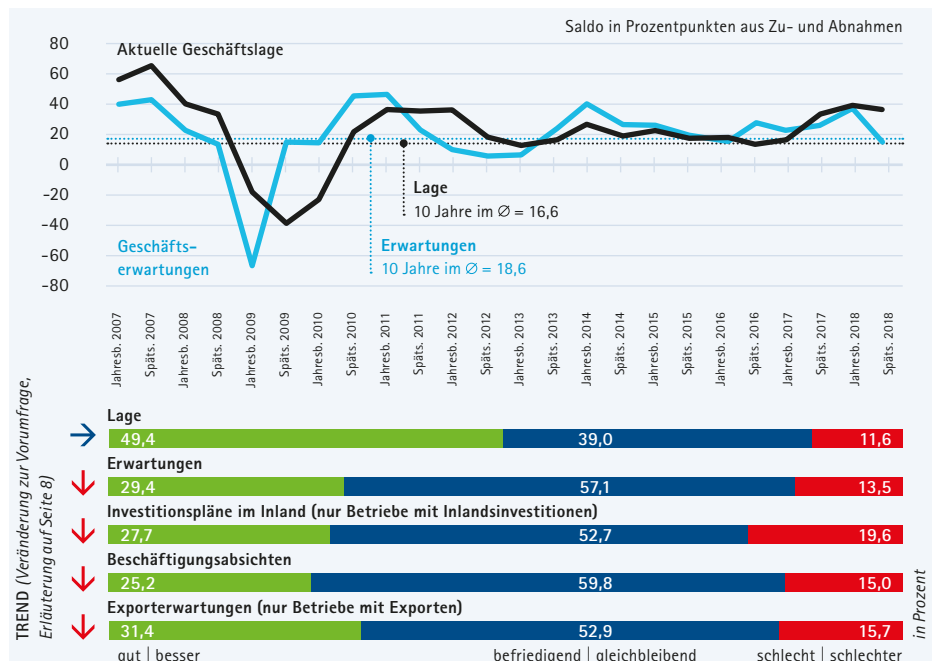 Saldo in Prozentpunkten aus Zu- und Abnahmen
80
Aktuelle Geschäftslage
60
40
20
0
-20
Lage
10 Jahre im Ø = 16,6
-40
Geschäfts-
erwartungen
Erwartungen
10 Jahre im Ø = 18,6
-60
-80
Jahresb. 2007
Späts. 2007
Jahresb. 2008
Späts. 2008
Jahresb. 2009
Späts. 2009
Jahresb. 2010
Späts. 2010
Jahresb. 2011
Späts. 2011
Jahresb. 2012
Späts. 2012
Jahresb. 2013
Späts. 2013
Jahresb. 2014
Späts. 2014
Jahresb. 2015
Späts. 2015
Jahresb. 2016
Späts. 2016
Jahresb. 2017
Späts. 2017
Jahresb. 2018
Späts. 2018
TREND (Veränderung zur Vorumfrage,
Erläuterung auf Seite 8)
Lage
49,4 39,0 11,6
Erwartungen
29,4 57,1 13,5
Investitionspläne im Inland (nur Betriebe mit Inlandsinvestitionen)
27,7 52,7 19,6
Beschäftigungsabsichten
25,2 59,8 15,0
Exporterwartungen (nur Betriebe mit Exporten)
31,4 52,9 15,7
gut | besser befriedigend | gleichbleibend schlecht | schlechter
in Prozent